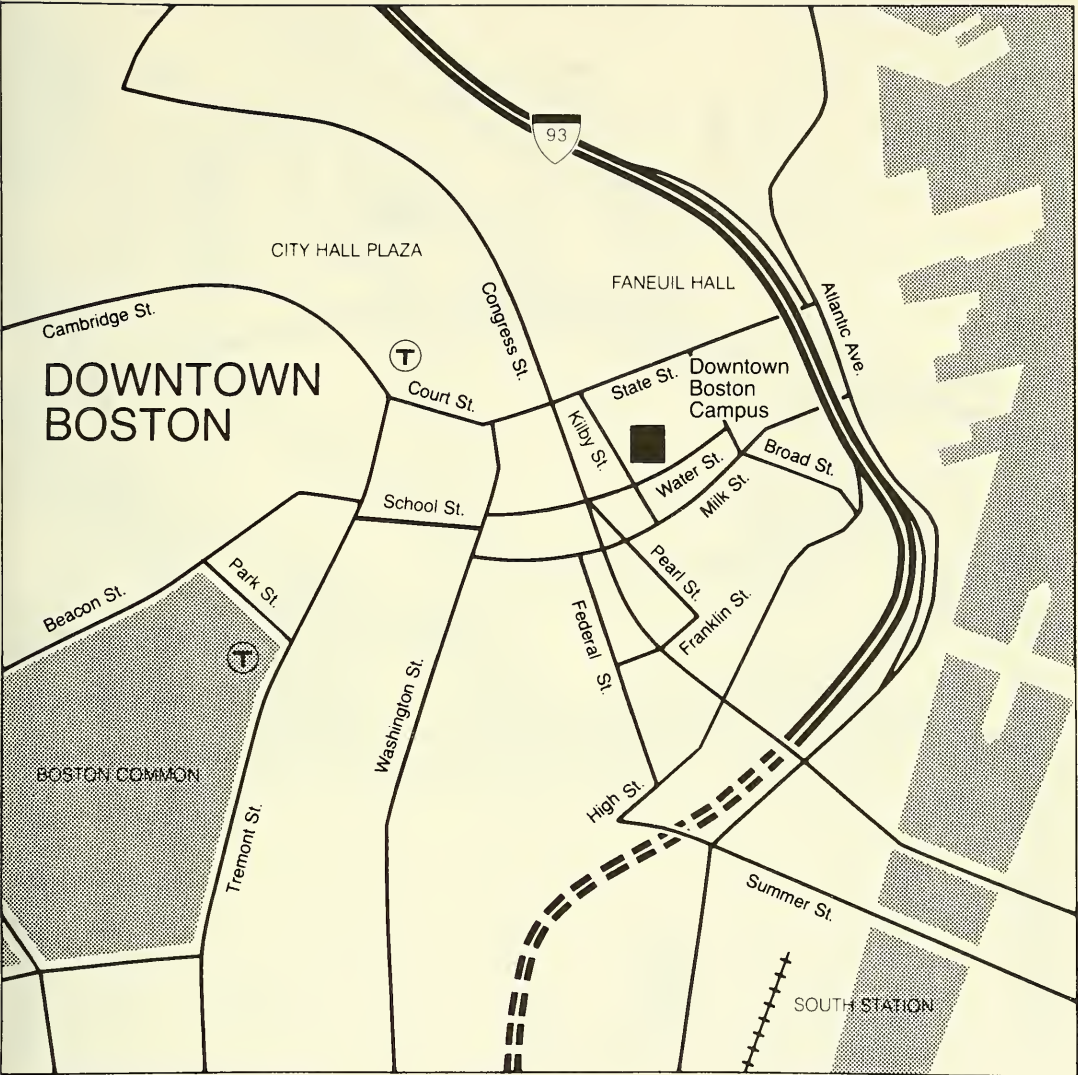 93
CITY HALL PLAZA
FANEUIL HALL
Cambridge St.
Congress St.
Atlantic Ave.
DOWNTOWN
BOSTON
T
Court St.
State St.
Downtown
Boston
Campus
Kilby St.
Water St.
Broad St.
Milk St.
School St.
Beacon St.
Park St.
Pearl St.
Franklin St.
Federal St.
T
Washington St.
BOSTON COMMON
High St.
Tremont St.
Summer St.
SOUTH STATION